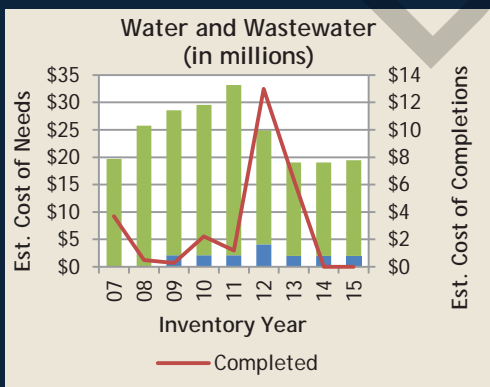 Water and Wastewater
(in millions)
Est. Cost of Needs
$35
$30
$25
$20
$15
$10
$5
$0
$14
$12
$10
$8
$6
$4
$2
$0
Est. Cost of Completions
07 08 09 10 11 12 13 14 15
Inventory Year
Completed